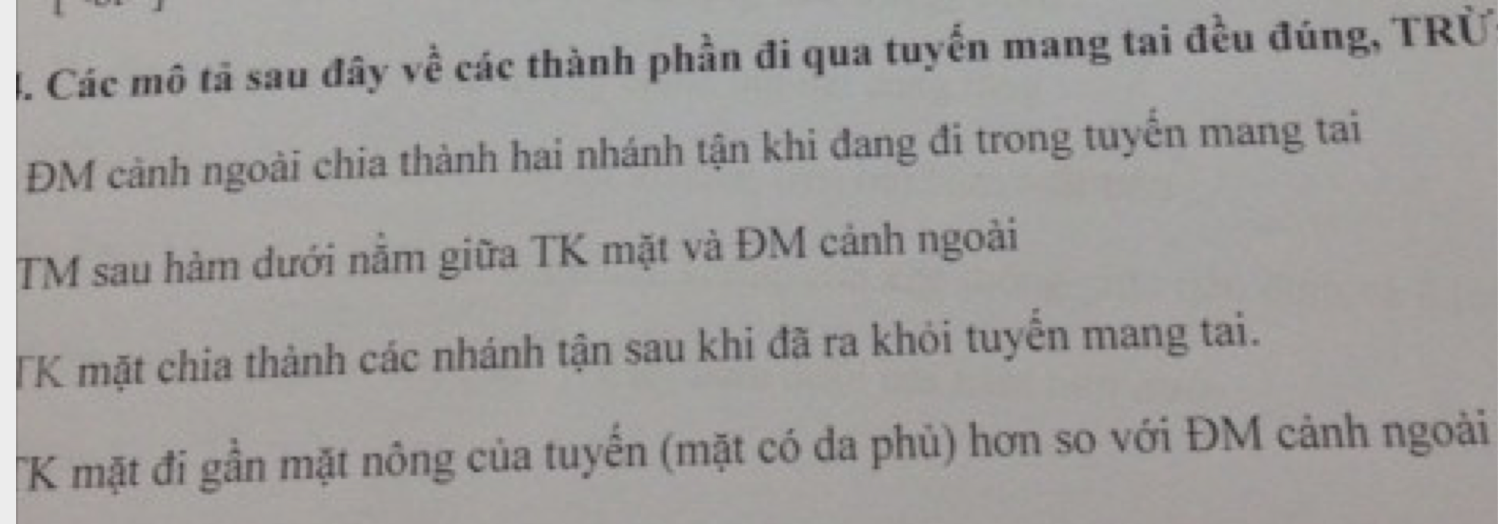 . Các mô tả sau đây về các thành phần đi qua tuyến mang tai đều đúng, TRỪ
ĐM cảnh ngoài chia thành hai nhánh tận khi đang đi trong tuyến mang tai
TM sau hàm dưới nằm giữa TK mặt và ĐM cảnh ngoài
TK mặt chia thành các nhánh tận sau khi đã ra khỏi tuyến mang tai.
TK mặt đi gần mặt nông của tuyến (mặt có da phủ) hơn so với ĐM cảnh ngoài